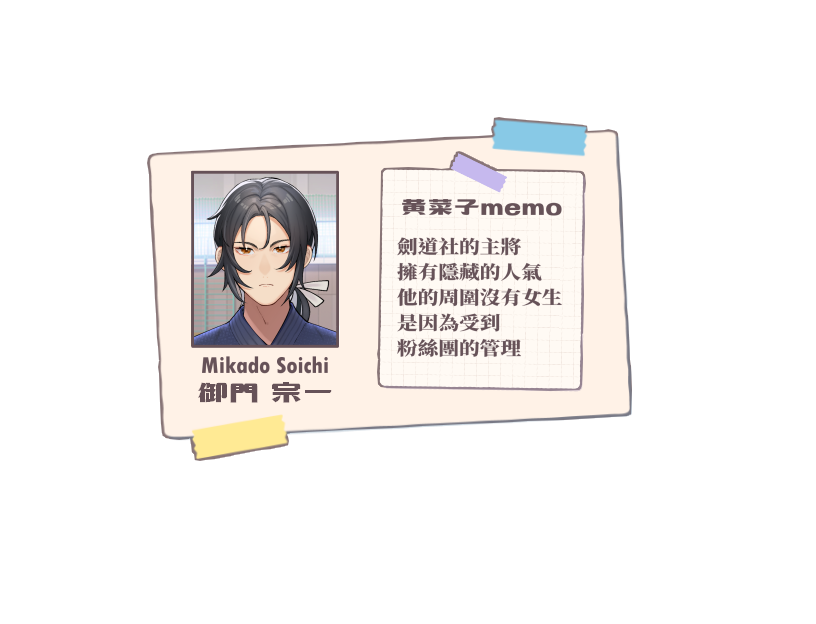 Mikado Soichi
御門 宗一
黄菜子memo
劍道社的主將
擁有隱藏的人氣
他的周圍沒有女生
是因為受到
粉絲團的管理